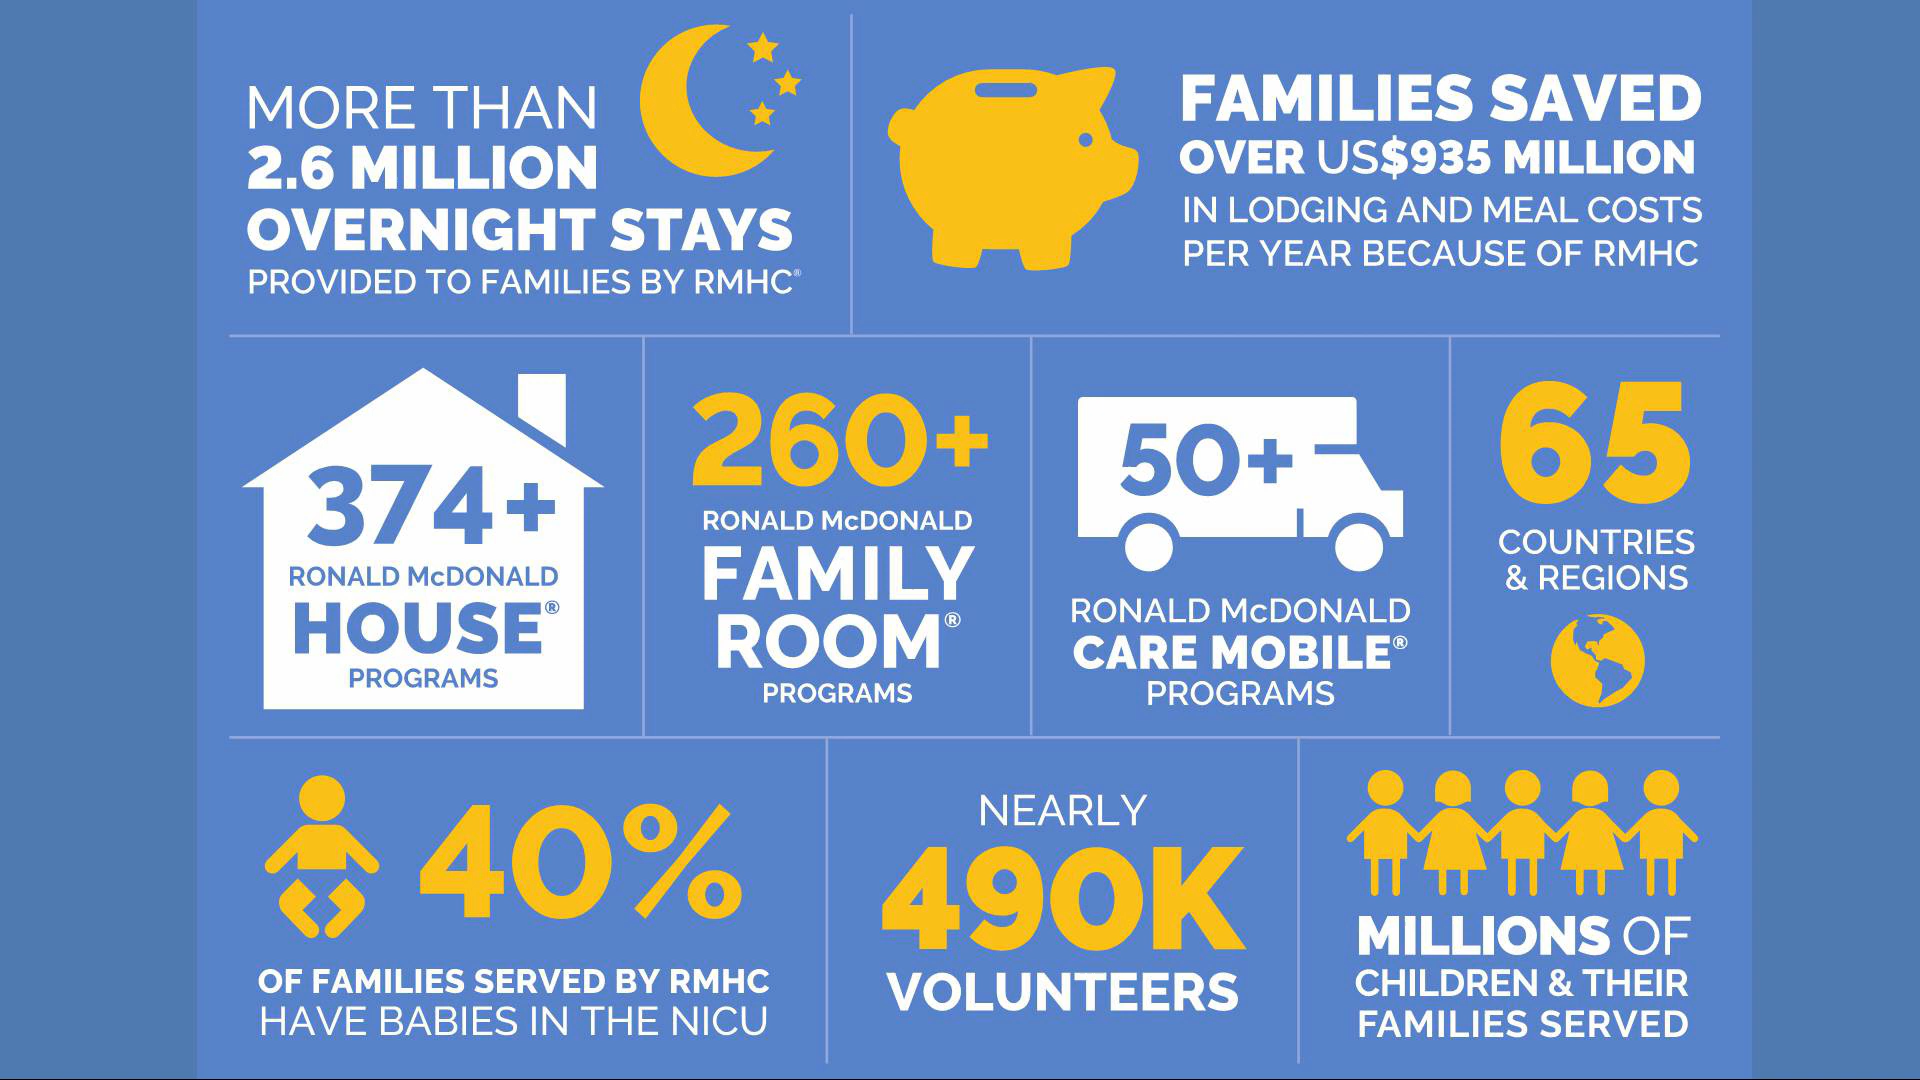 MORE THAN
2.6 MILLION
OVERNIGHT STAYS
PROVIDED TO FAMILIES BY RMHC®
FAMILIES SAVED
OVER US$935 MILLION
IN LODGING AND MEAL COSTS
PER YEAR BECAUSE OF RMHC
374+
RONALD McDONALD
HOUSE®
PROGRAMS
260+
RONALD McDONALD
FAMILY
ROOM®
PROGRAMS
50+
RONALD McDONALD
CARE MOBILE®
PROGRAMS
65
COUNTRIES
& REGIONS
40%
OF FAMILIES SERVED BY RMHC
HAVE BABIES IN THE NICU
NEARLY
490K
VOLUNTEERS
MILLIONS OF
CHILDREN & THEIR
FAMILIES SERVED